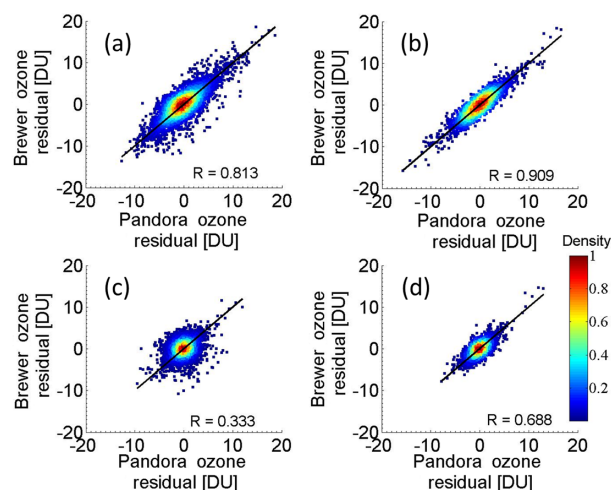 20
(a)
10
0
-10
20
R = 0.813
-20 -10 0 10 20
Brewer ozone
residual [DU]
Pandora ozone
residual [DU]
20
(b)
10
0
-10
20
R = 0.909
-20 -10 0 10 20
Brewer ozone
residual [DU]
Pandora ozone
residual [DU]
Density
1
0.8
0.6
0.4
0.2
20
(c)
10
0
-10
20
R = 0.333
-20 -10 0 10 20
Brewer ozone
residual [DU]
Pandora ozone
residual [DU]
20
(d)
10
0
-10
20
R = 0.688
-20 -10 0 10 20
Brewer ozone
residual [DU]
Pandora ozone
residual [DU]